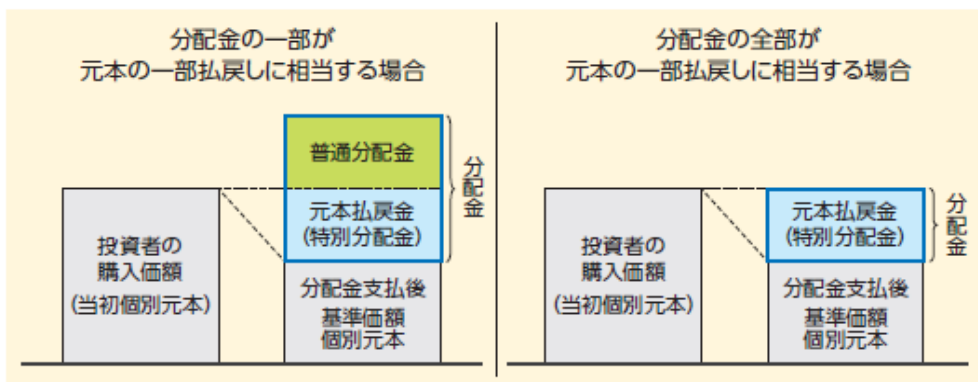 分配金の一部が
元本の一部払戻しに相当する場合
普通分配金
元本払戻金
(特別分配金)
分配金
投資者の
購入価額
(当初個別元本)
分配金支払後
基準価額
個別元本
分配金の全部が
元本の一部払戻しに相当する場合
元本払戻金
(特別分配金)
分配金
投資者の
購入価額
(当初個別元本)
分配金支払後
基準価額
個別元本